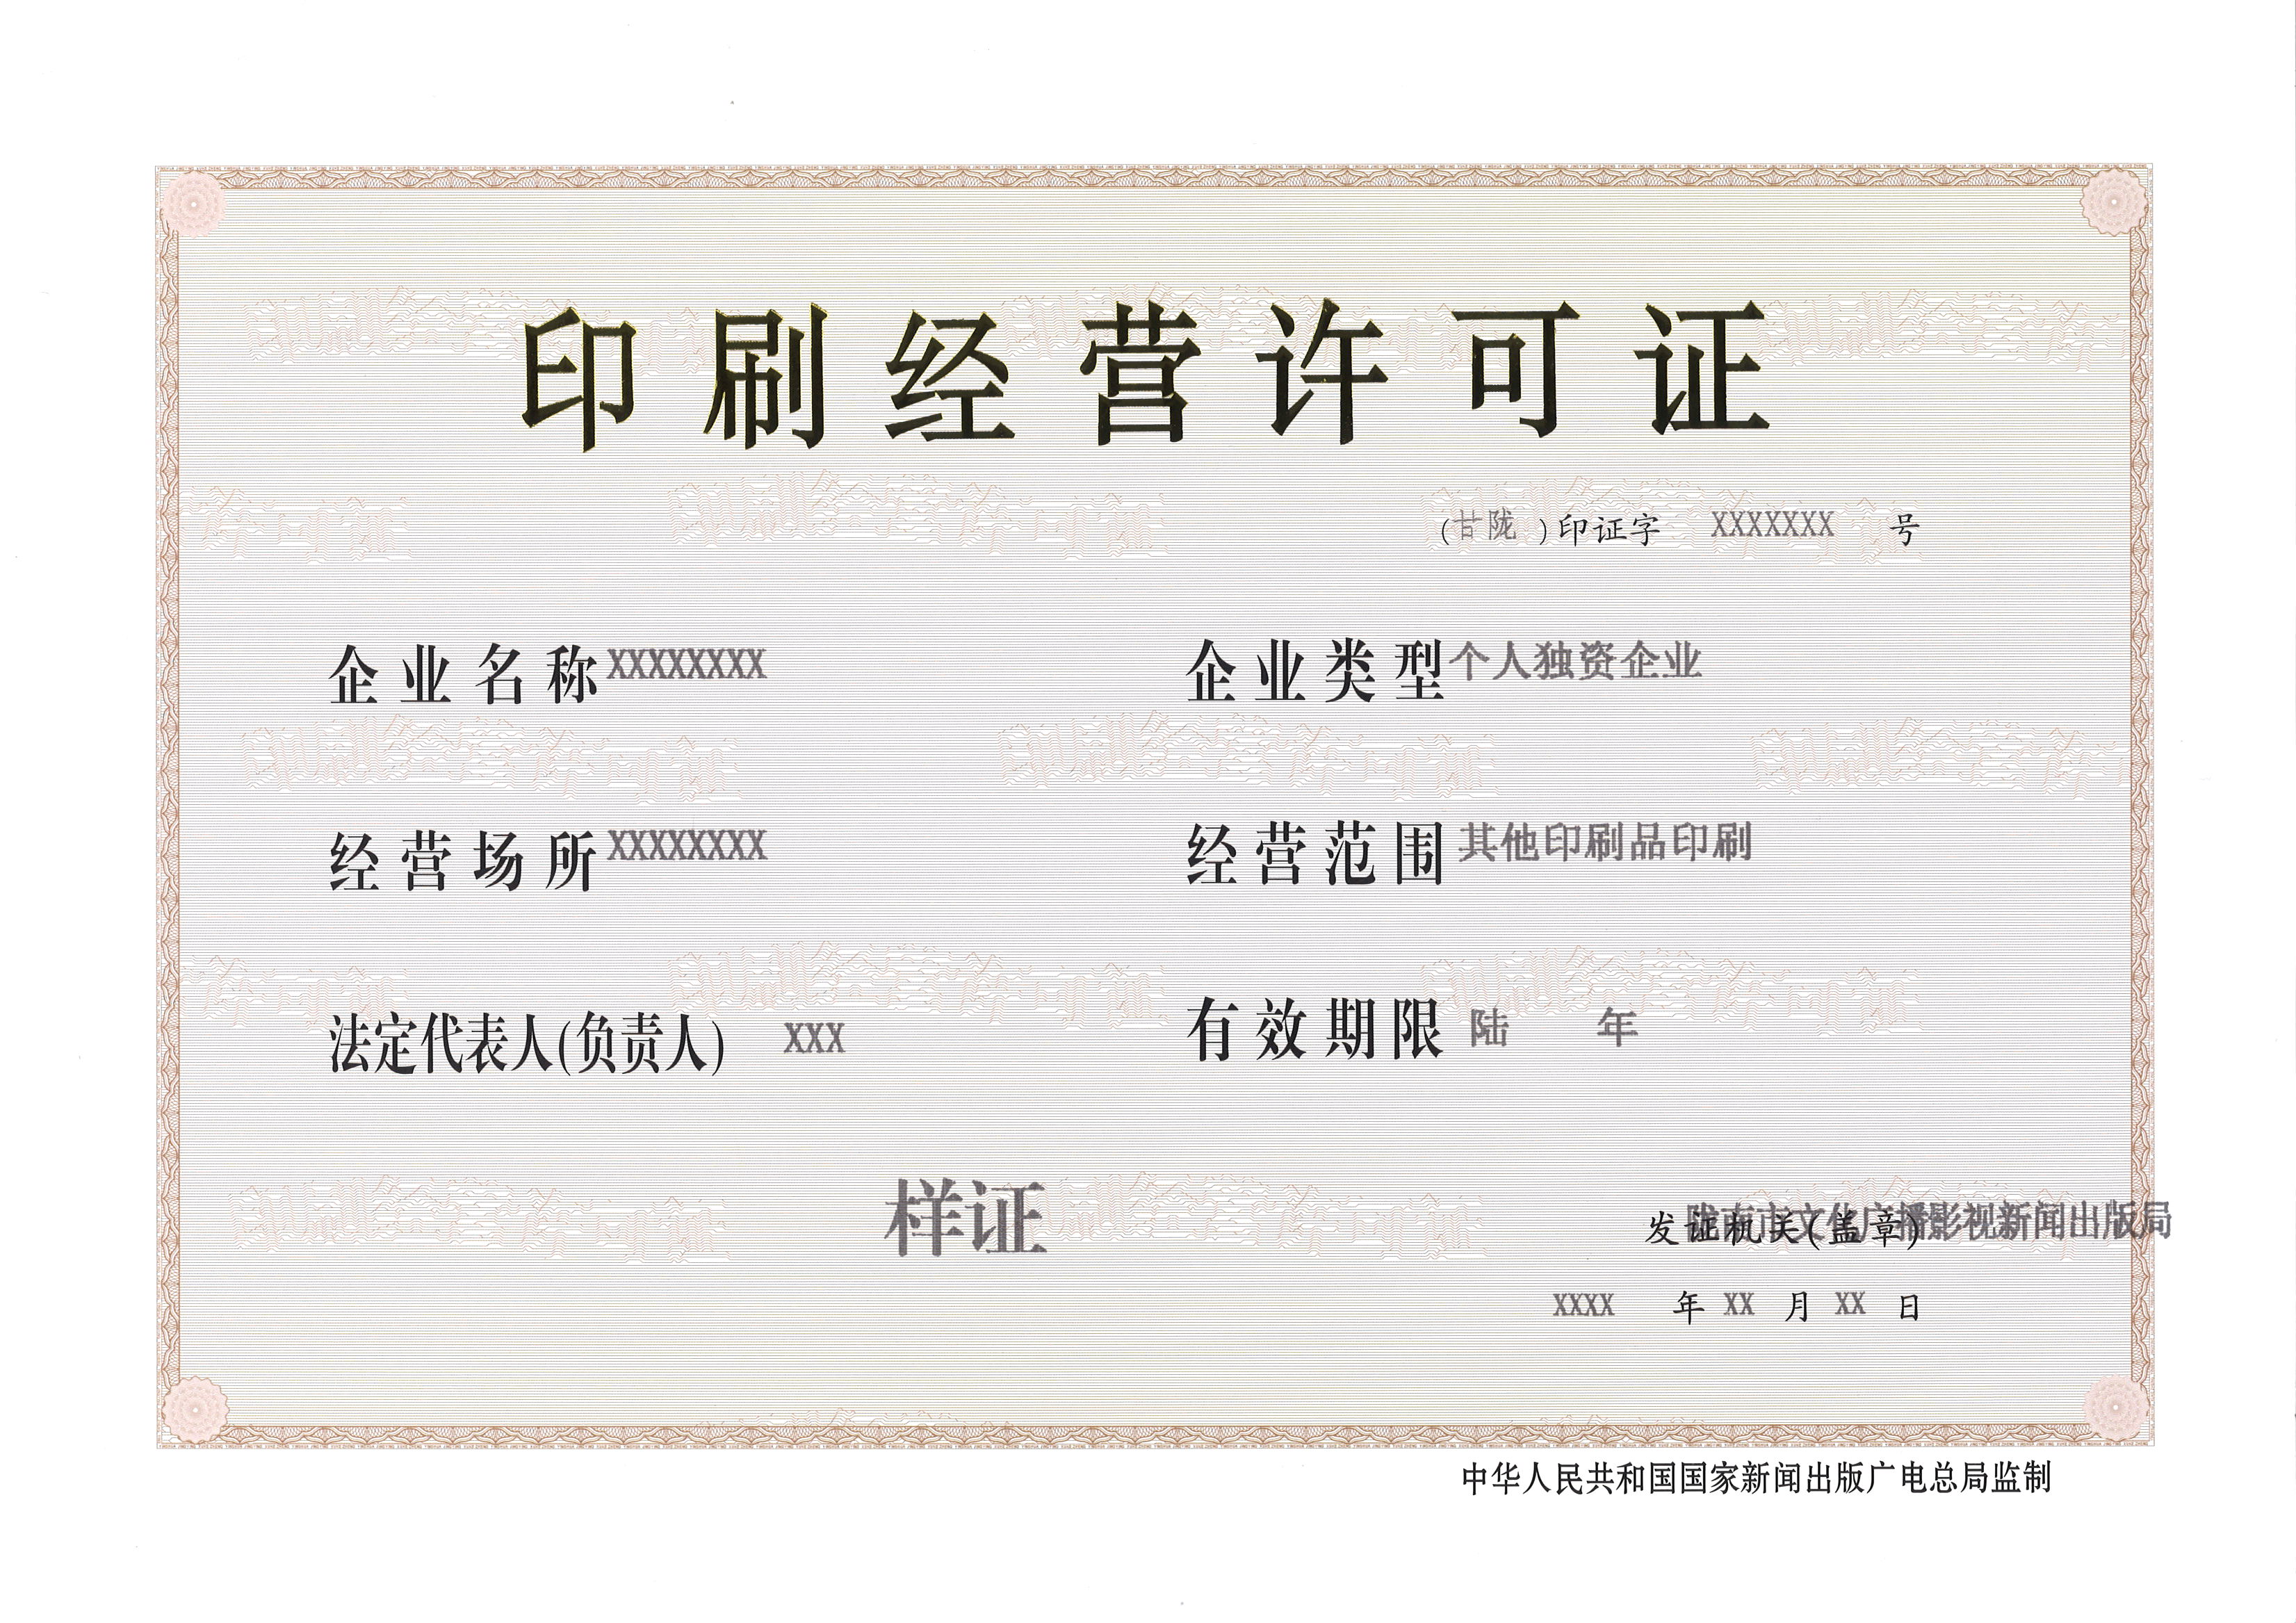 印刷经营许可证
(甘陇)印证字 XXXXXXX 号
企业名称 XXXXXXXX 企业类型 个人独资企业
经营场所 XXXXXXXX 经营范围 其他印刷品印刷
法定代表人(负责人) XXX 有效期限 陆 年
样证
发证机关(盖章) 陇南市文化广播影视新闻出版局
XXXX 年 XX 月 XX 日
中华人民共和国国家新闻出版广电总局监制